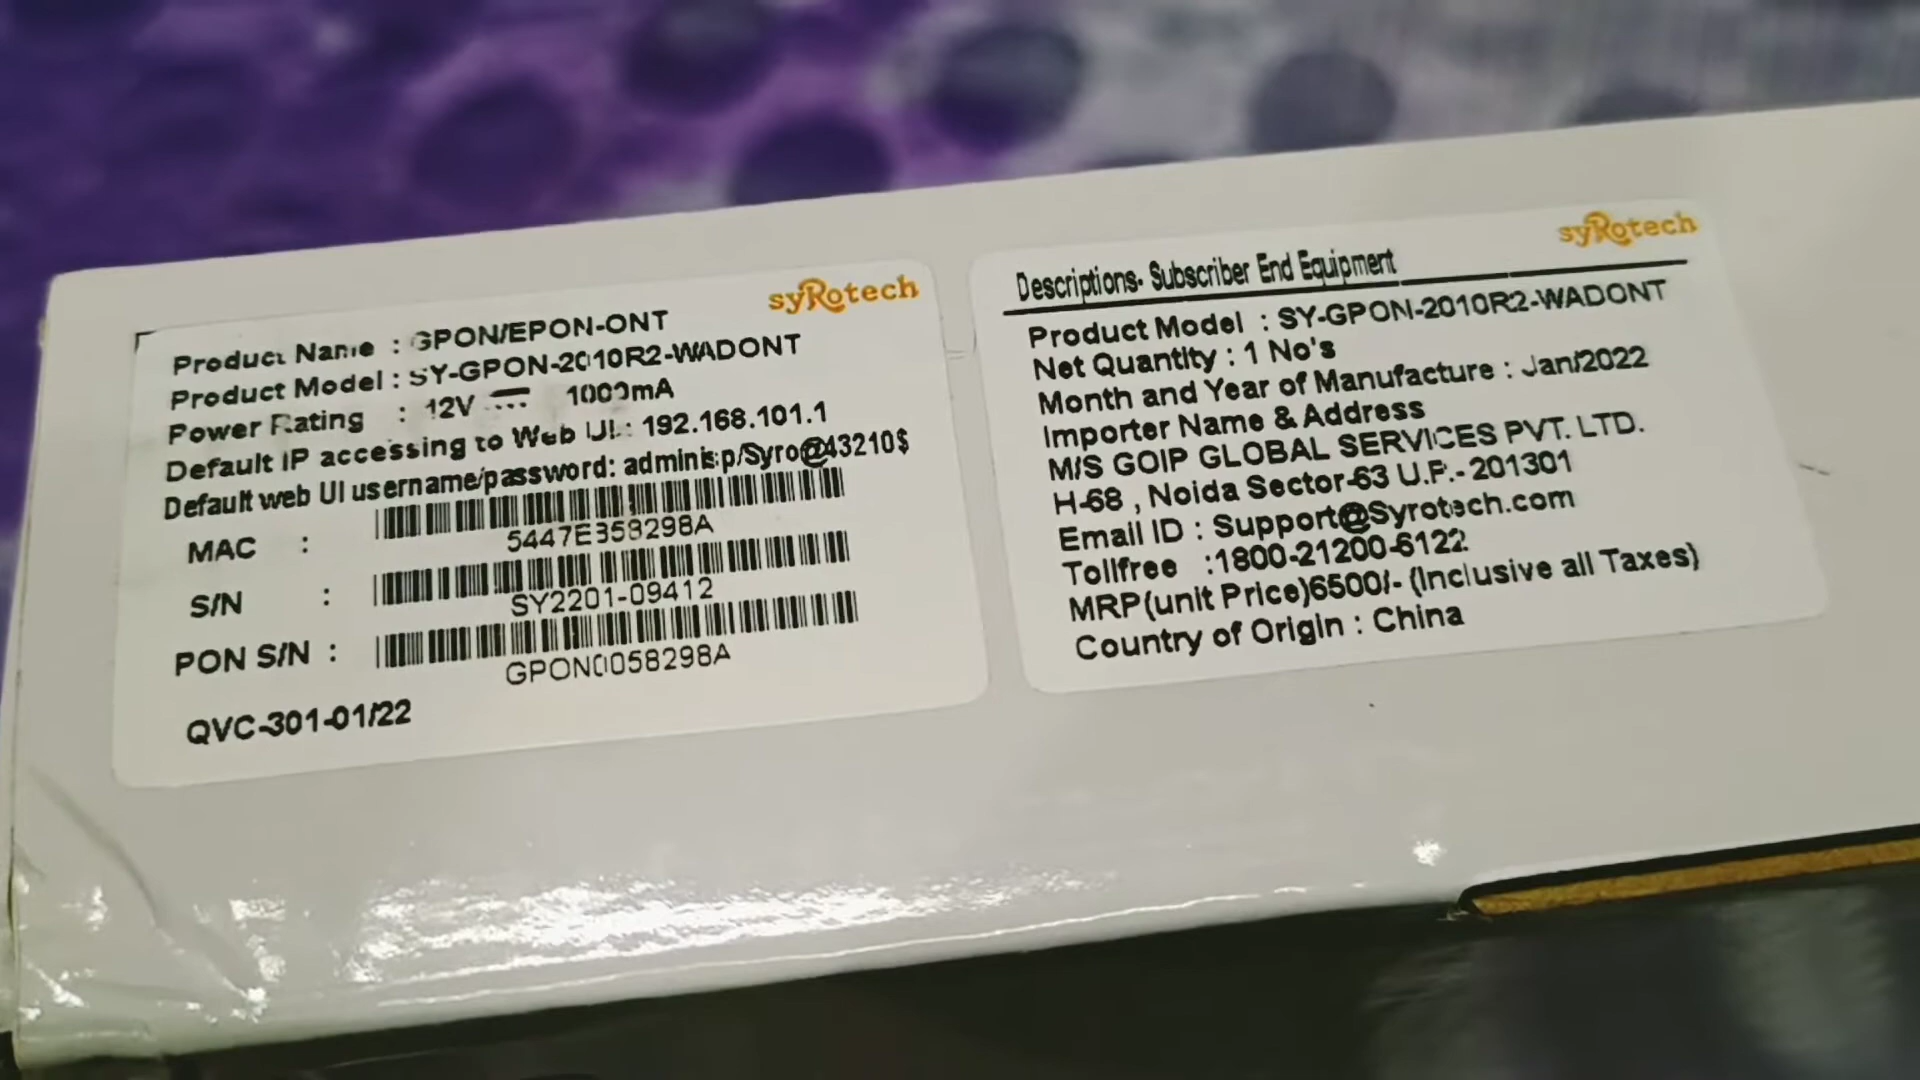 syRotech
Product Name : GPON/EPON-ONT
Product Model : SY-GPON-2010R2-WADONT
Power Rating : 12V 1000mA
Default IP accessing to Web UI : 192.168.101.1
Default web UI username/password: adminisp/Syro@43210$
MAC :
5447E358298A
S/N :
SY2201-09412
PON S/N :
GPON0058298A
QVC-301-01/22
syRotech
Descriptions- Subscriber End Equipment
Product Model : SY-GPON-2010R2-WADONT
Net Quantity : 1 No's
Month and Year of Manufacture : Jan/2022
Importer Name & Address
M/S GOIP GLOBAL SERVICES PVT. LTD.
H-68 , Noida Sector-63 U.P.- 201301
Email ID : Support@Syrotech.com
Tollfree :1800-21200-6122
MRP(unit Price)6500/- (Inclusive all Taxes)
Country of Origin : China